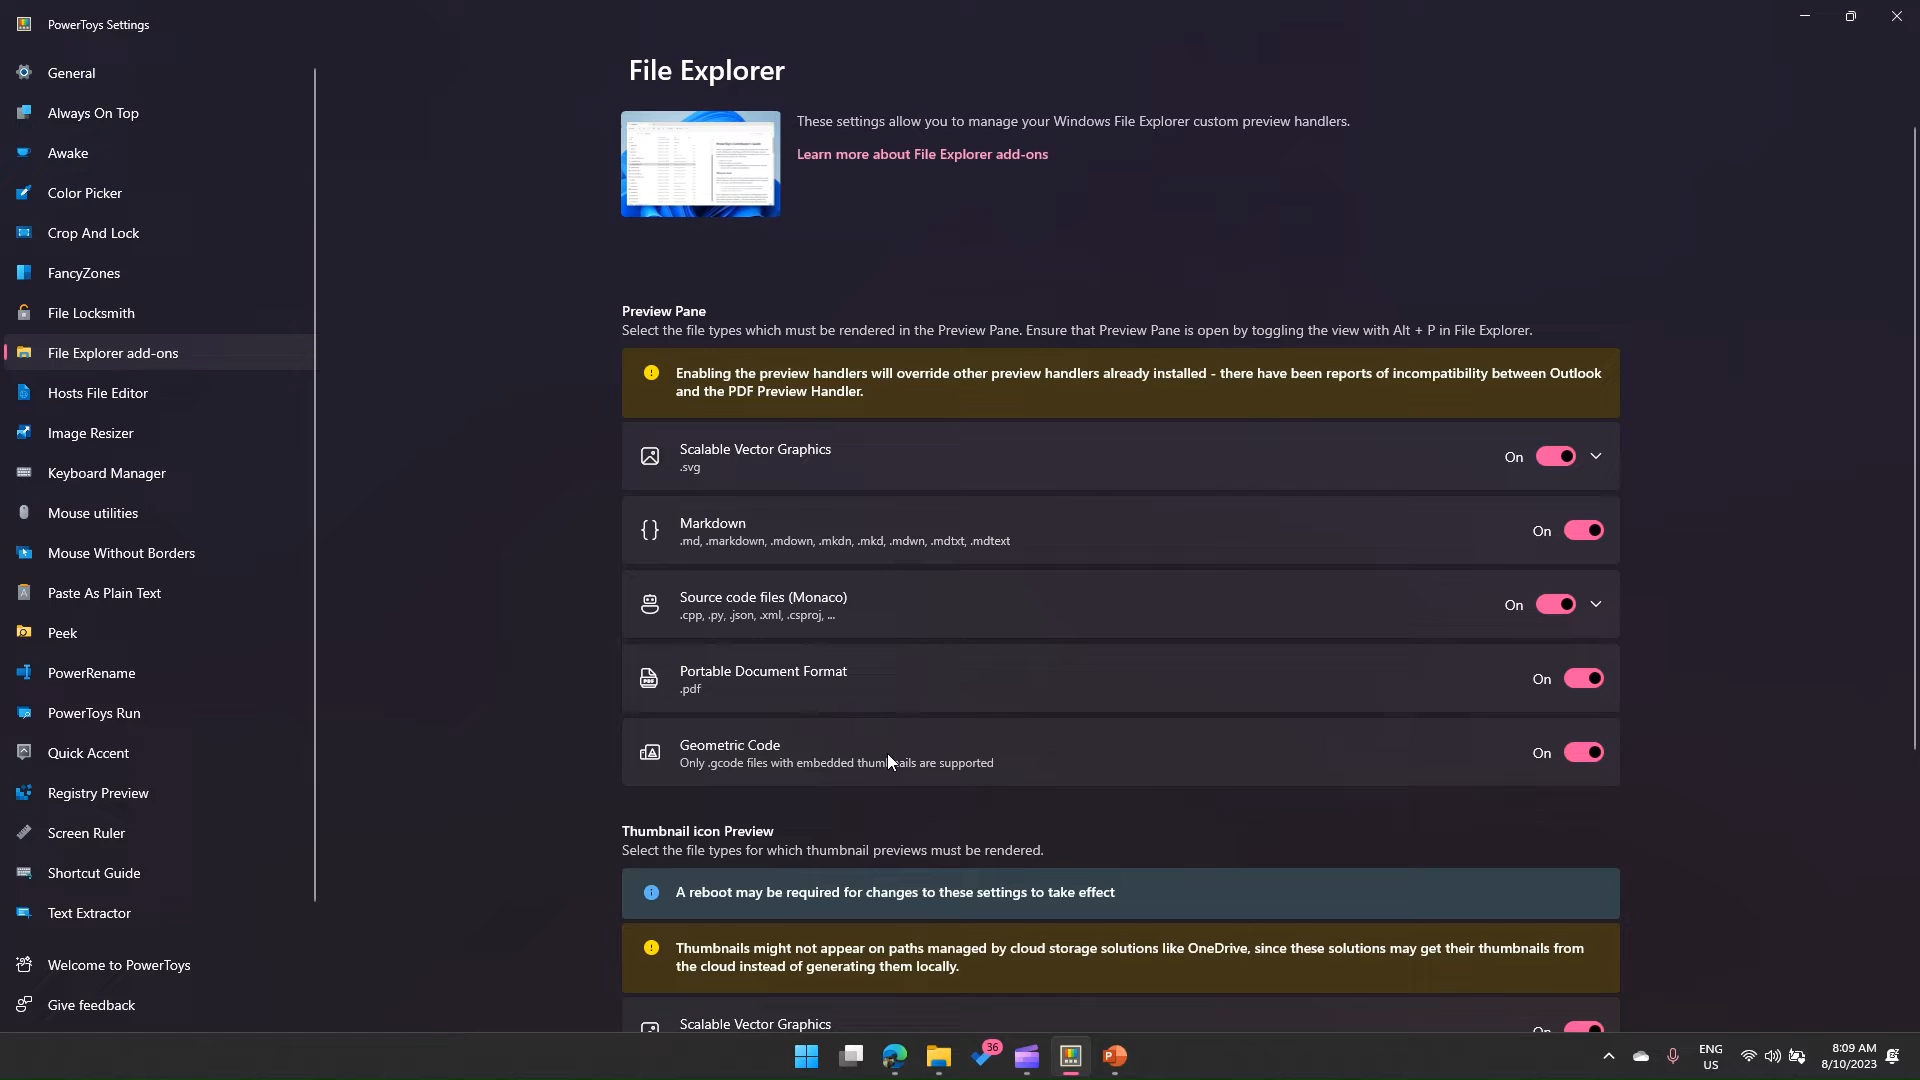 PowerToys Settings
General
Always On Top
Awake
Color Picker
Crop And Lock
FancyZones
File Locksmith
File Explorer add-ons
Hosts File Editor
Image Resizer
Keyboard Manager
Mouse utilities
Mouse Without Borders
Paste As Plain Text
Peek
PowerRename
PowerToys Run
Quick Accent
Registry Preview
Screen Ruler
Shortcut Guide
Text Extractor
Welcome to PowerToys
Give feedback
File Explorer
These settings allow you to manage your Windows File Explorer custom preview handlers.
Learn more about File Explorer add-ons
Preview Pane
Select the file types which must be rendered in the Preview Pane. Ensure that Preview Pane is open by toggling the view with Alt + P in File Explorer.
Enabling the preview handlers will override other preview handlers already installed - there have been reports of incompatibility between Outlook
and the PDF Preview Handler.
Scalable Vector Graphics
.svg
On
Markdown
.md, .markdown, .mdown, .mkdn, .mkd, .mdwn, .mdtxt, .mdtext
On
Source code files (Monaco)
.cpp, .py, .json, .xml, .csproj, ...
On
Portable Document Format
.pdf
On
Geometric Code
Only .gcode files with embedded thumbnails are supported
On
Thumbnail icon Preview
Select the file types for which thumbnail previews must be rendered.
A reboot may be required for changes to these settings to take effect
Thumbnails might not appear on paths managed by cloud storage solutions like OneDrive, since these solutions may get their thumbnails from
the cloud instead of generating them locally.
Scalable Vector Graphics
On
36
ENG
US
8:09 AM
8/10/2023